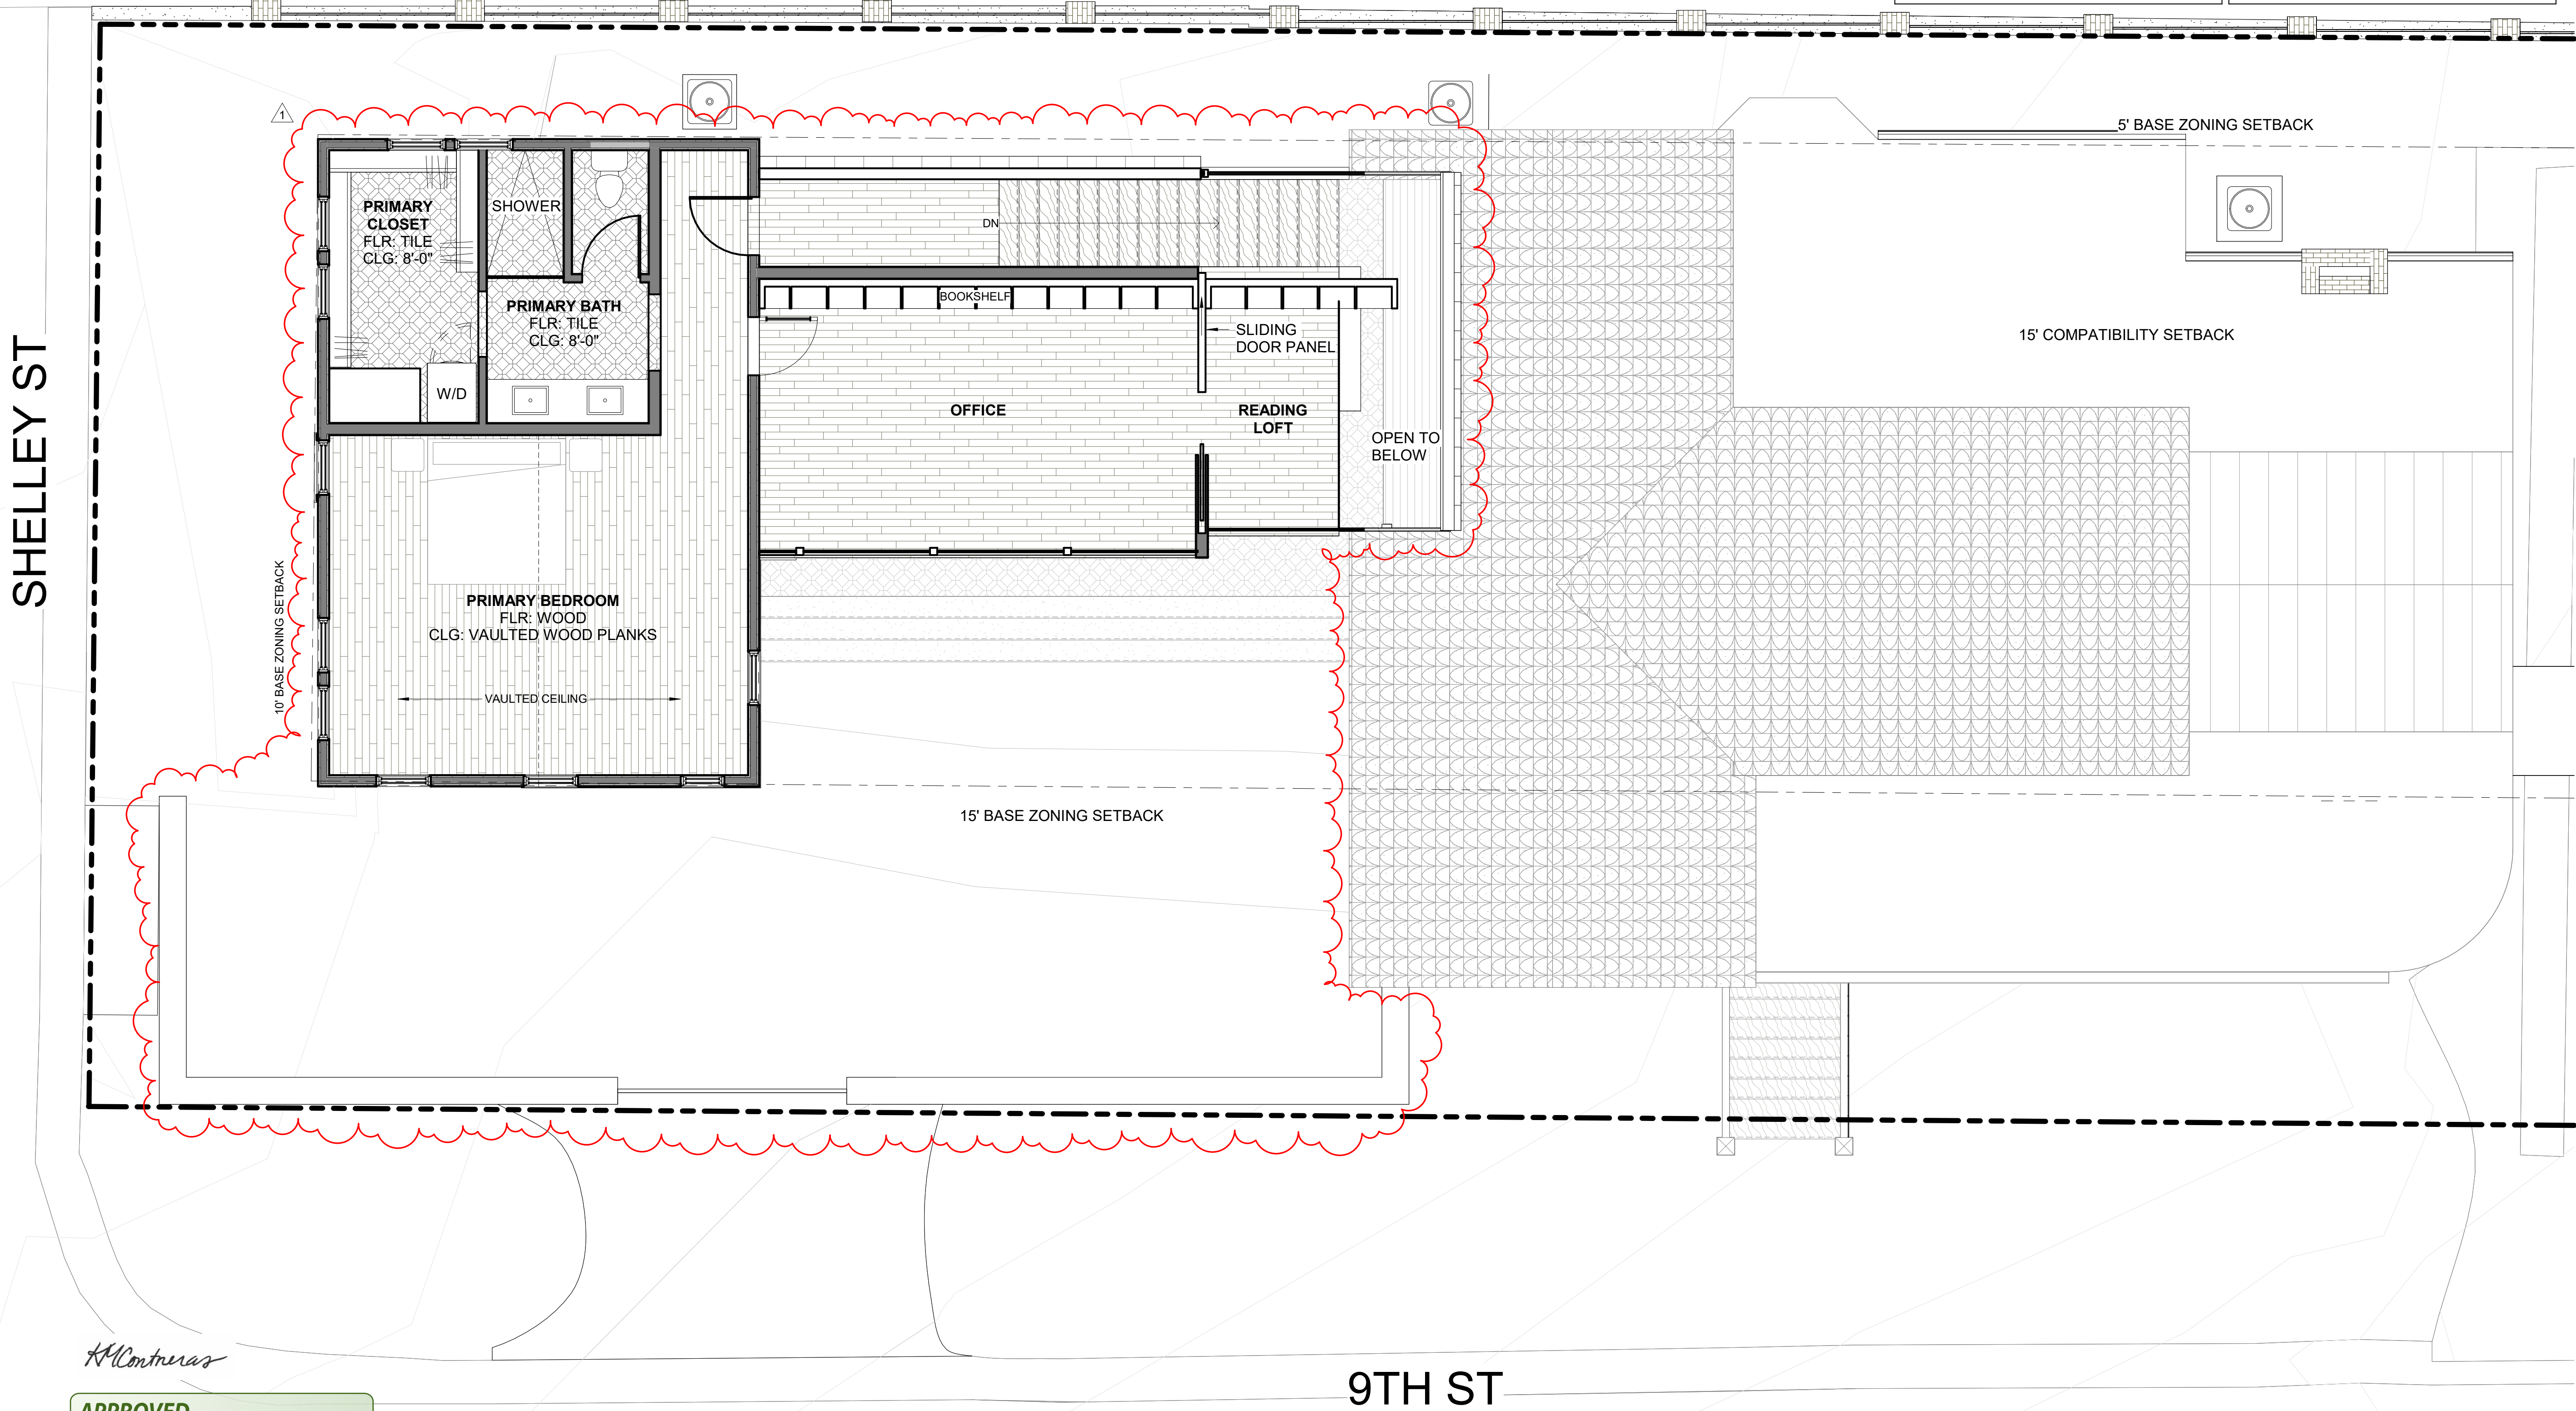 1
5' BASE ZONING SETBACK
PRIMARY
CLOSET
FLR: TILE
CLG: 8'-0"
SHOWER
DN
PRIMARY BATH
FLR: TILE
CLG: 8'-0"
BOOKSHELF
SLIDING
DOOR PANEL
15' COMPATIBILITY SETBACK
W/D
OFFICE
READING
LOFT
OPEN TO
BELOW
SHELLEY ST
10' BASE ZONING SETBACK
PRIMARY BEDROOM
FLR: WOOD
CLG: VAULTED WOOD PLANKS
VAULTED CEILING
15' BASE ZONING SETBACK
KMContreras
9TH ST
APPROVED